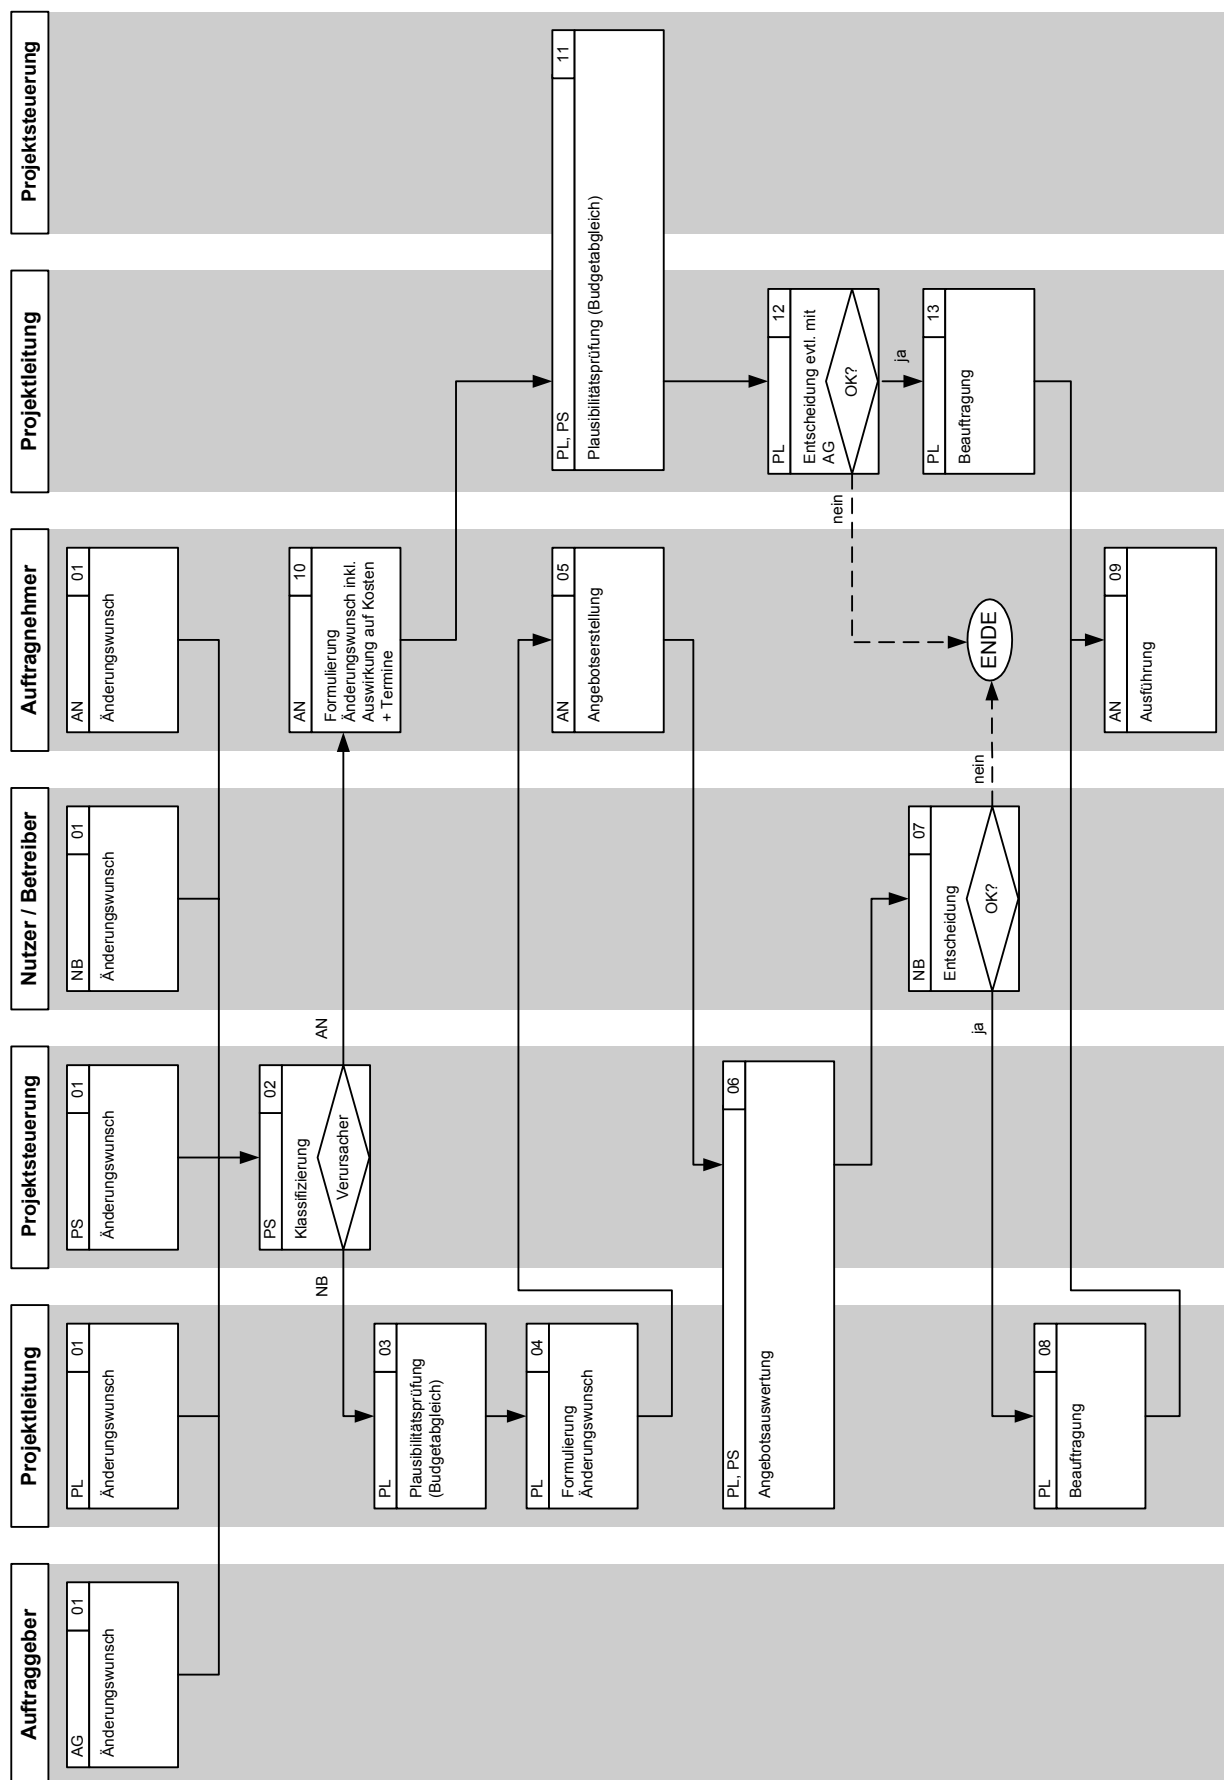 Auftraggeber
Projektleitung
Projektsteuerung
Nutzer / Betreiber
Auftragnehmer
Projektleitung
Projektsteuerung
AG 01
Änderungswunsch
PL 01
Änderungswunsch
PS 01
Änderungswunsch
NB 01
Änderungswunsch
AN 01
Änderungswunsch
PS 02
Klassifizierung
Verursacher
NB
AN
PL 03
Plausibilitätsprüfung
(Budgetabgleich)
AN 10
Formulierung
Änderungswunsch inkl.
Auswirkung auf Kosten
+ Termine
PL 04
Formulierung
Änderungswunsch
AN 05
Angebotserstellung
PL, PS 11
Plausibilitätsprüfung (Budgetabgleich)
PL, PS 06
Angebotsauswertung
PL 12
Entscheidung evtl. mit
AG
OK?
nein
ja
NB 07
Entscheidung
OK?
ja
nein
ENDE
PL 13
Beauftragung
PL 08
Beauftragung
AN 09
Ausführung